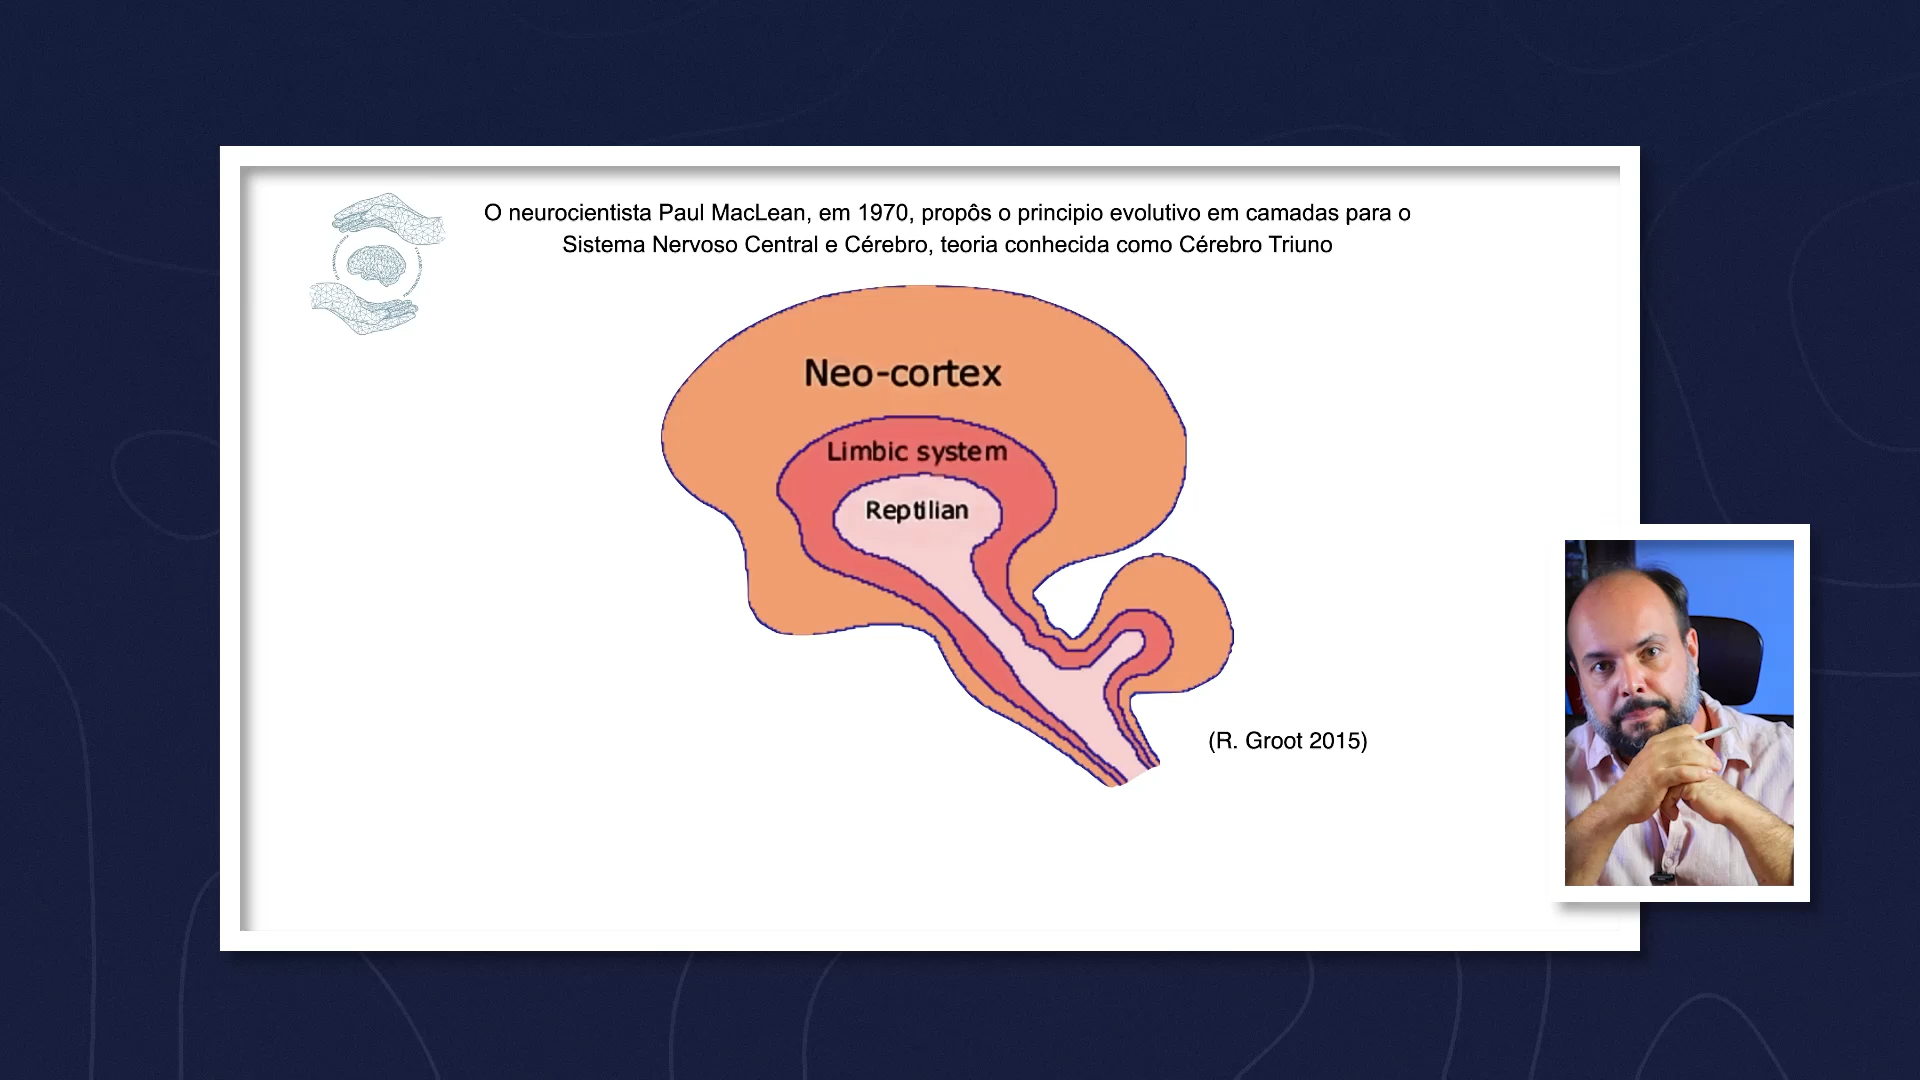 O neurocientista Paul MacLean, em 1970, propôs o principio evolutivo em camadas para o
Sistema Nervoso Central e Cérebro, teoria conhecida como Cérebro Triuno
Neo-cortex
Limbic system
Reptilian
(R. Groot 2015)